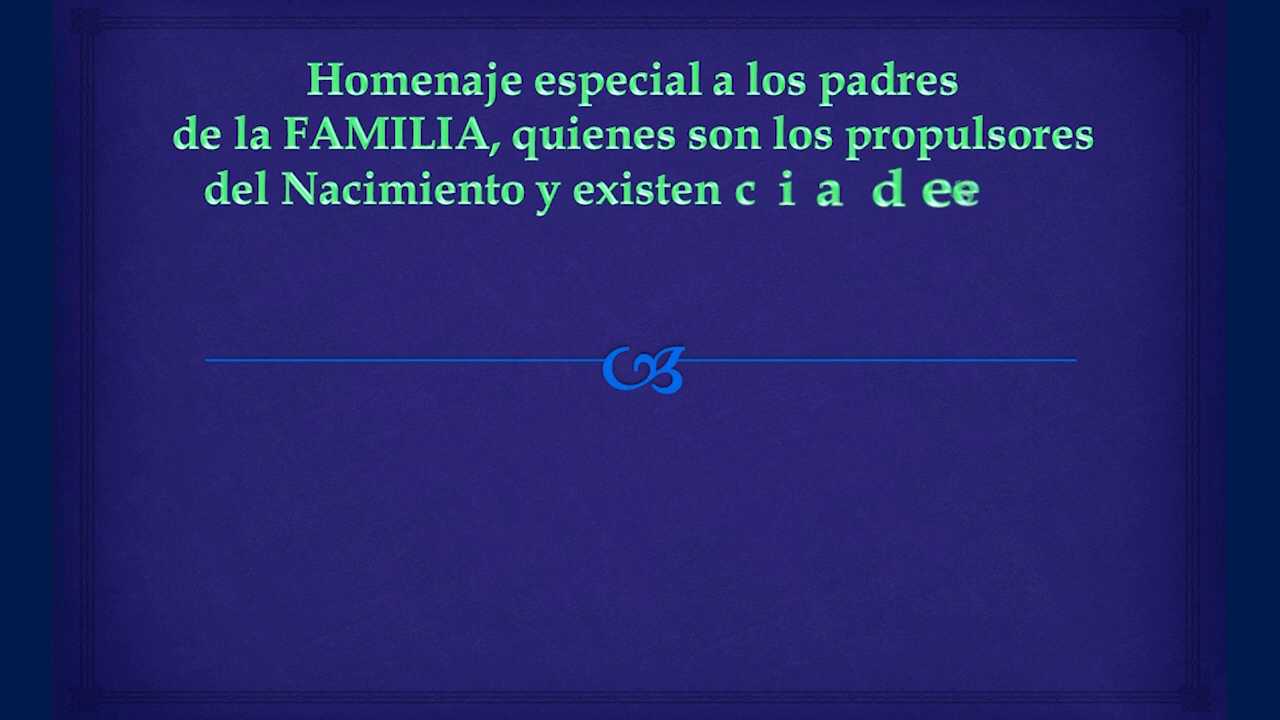 Homenaje especial a los padres
de la FAMILIA, quienes son los propulsores
del Nacimiento y existen c i a d e